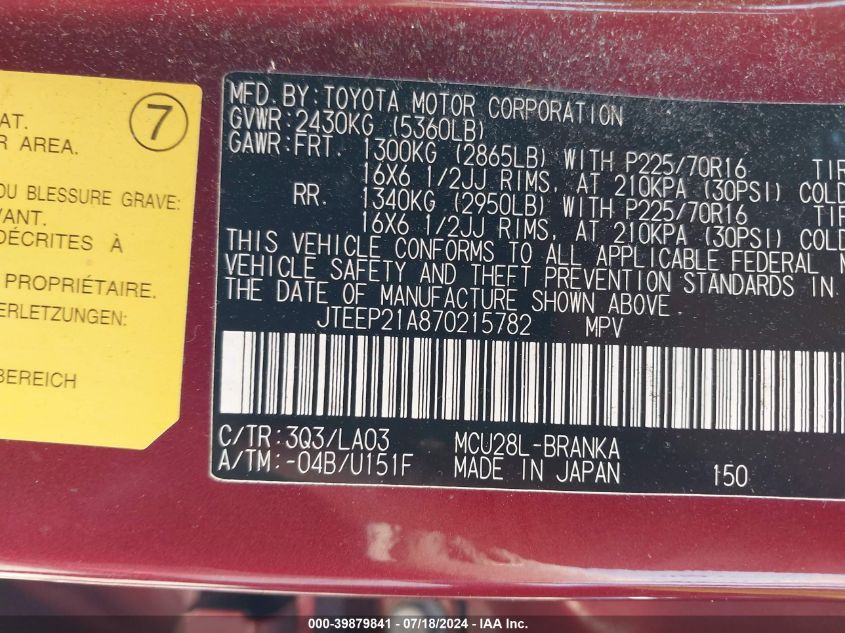 AT.
R AREA.
7
OU BLESSURE GRAVE:
VANT.
DÉCRITES À
PROPRIÉTAIRE.
ERLETZUNGEN:
BEREICH
MFD. BY: TOYOTA MOTOR CORPORATION
GVWR: 2430KG (5360LB)
GAWR: FRT. 1300KG (2865LB) WITH P225/70R16 TIR
16X6 1/2JJ RIMS, AT 210KPA (30PSI) COLD
RR. 1340KG (2950LB) WITH P225/70R16 TIR
16X6 1/2JJ RIMS, AT 210KPA (30PSI) COLD
THIS VEHICLE CONFORMS TO ALL APPLICABLE FEDERAL M
VEHICLE SAFETY AND THEFT PREVENTION STANDARDS IN
THE DATE OF MANUFACTURE SHOWN ABOVE.
JTEEP21A870215782 MPV
C/TR: 3Q3/LA03 MCU28L-BRANKA
A/TM: -04B/U151F MADE IN JAPAN 150
000-39879841 - 07/18/2024 - IAA Inc.